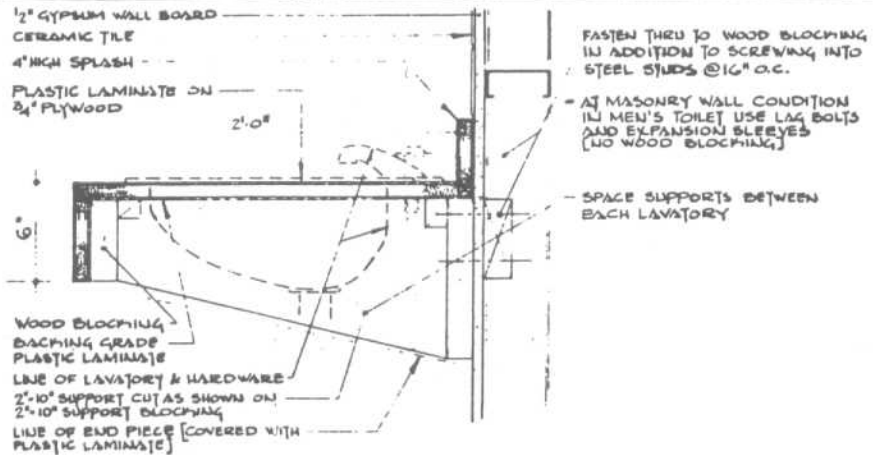 1/2" GYPSUM WALL BOARD
CERAMIC TILE
4" HIGH SPLASH
PLASTIC LAMINATE ON
3/4" PLYWOOD
2'-0"
6"
WOOD BLOCKING
BACKING GRADE
PLASTIC LAMINATE
LINE OF LAVATORY & HARDWARE
2"-10" SUPPORT CUT AS SHOWN ON
2"-10" SUPPORT BLOCKING
LINE OF END PIECE [COVERED WITH
PLASTIC LAMINATE]
FASTEN THRU TO WOOD BLOCKING
IN ADDITION TO SCREWING INTO
STEEL STUDS @16" O.C.
AT MASONRY WALL CONDITION
IN MEN'S TOILET USE LAG BOLTS
AND EXPANSION SLEEVES
[NO WOOD BLOCKING]
SPACE SUPPORTS BETWEEN
EACH LAVATORY